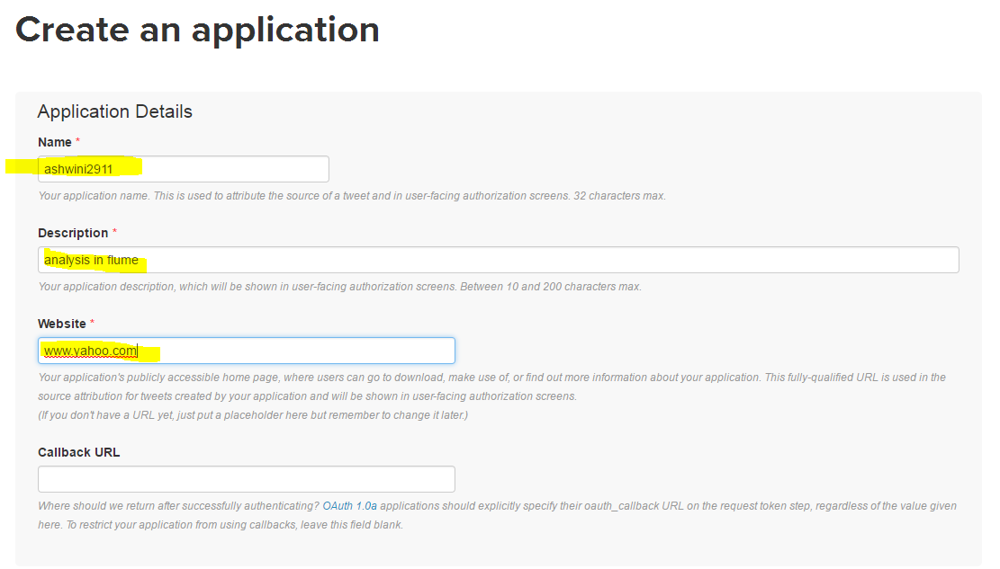 Create an application
Application Details
Name *
ashwini2911
Your application name. This is used to attribute the source of a tweet and in user-facing authorization screens. 32 characters max.
Description *
analysis in flume
Your application description, which will be shown in user-facing authorization screens. Between 10 and 200 characters max.
Website *
www.yahoo.com
Your application's publicly accessible home page, where users can go to download, make use of, or find out more information about your application. This fully-qualified URL is used in the
source attribution for tweets created by your application and will be shown in user-facing authorization screens.
(If you don't have a URL yet, just put a placeholder here but remember to change it later.)
Callback URL
Where should we return after successfully authenticating? OAuth 1.0a applications should explicitly specify their oauth_callback URL on the request token step, regardless of the value given
here. To restrict your application from using callbacks, leave this field blank.